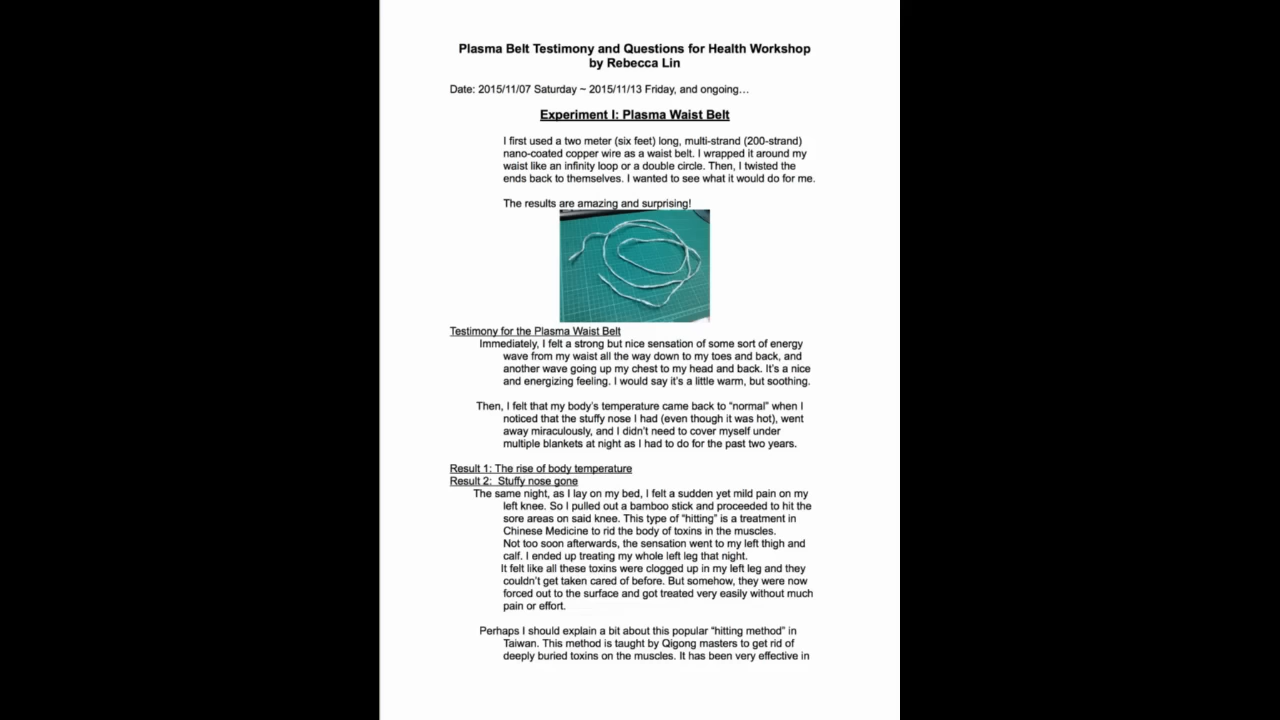 Plasma Belt Testimony and Questions for Health Workshop
by Rebecca Lin
Date: 2015/11/07 Saturday ~ 2015/11/13 Friday, and ongoing…
Experiment I: Plasma Waist Belt
I first used a two meter (six feet) long, multi-strand (200-strand)
nano-coated copper wire as a waist belt. I wrapped it around my
waist like an infinity loop or a double circle. Then, I twisted the
ends back to themselves. I wanted to see what it would do for me.
The results are amazing and surprising!
Testimony for the Plasma Waist Belt
Immediately, I felt a strong but nice sensation of some sort of energy
wave from my waist all the way down to my toes and back, and
another wave going up my chest to my head and back. It’s a nice
and energizing feeling. I would say it’s a little warm, but soothing.
Then, I felt that my body’s temperature came back to “normal” when I
noticed that the stuffy nose I had (even though it was hot), went
away miraculously, and I didn’t need to cover myself under
multiple blankets at night as I had to do for the past two years.
Result 1: The rise of body temperature
Result 2: Stuffy nose gone
The same night, as I lay on my bed, I felt a sudden yet mild pain on my
left knee. So I pulled out a bamboo stick and proceeded to hit the
sore areas on said knee. This type of “hitting” is a treatment in
Chinese Medicine to rid the body of toxins in the muscles.
Not too soon afterwards, the sensation went to my left thigh and
calf. I ended up treating my whole left leg that night.
It felt like all these toxins were clogged up in my left leg and they
couldn’t get taken cared of before. But somehow, they were now
forced out to the surface and got treated very easily without much
pain or effort.
Perhaps I should explain a bit about this popular “hitting method” in
Taiwan. This method is taught by Qigong masters to get rid of
deeply buried toxins on the muscles. It has been very effective in